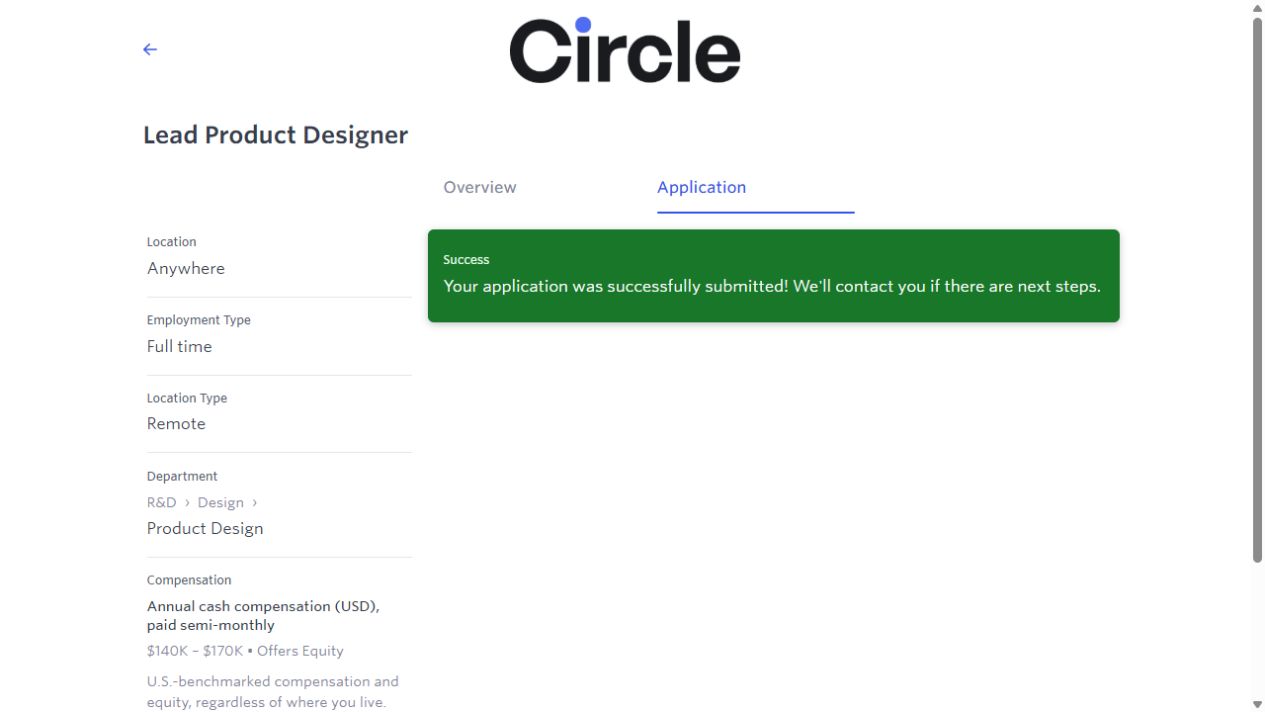 Circle
Lead Product Designer
Overview
Application
Location
Anywhere
Employment Type
Full time
Location Type
Remote
Department
R&D › Design ›
Product Design
Compensation
Annual cash compensation (USD),
paid semi-monthly
$140K – $170K • Offers Equity
U.S.-benchmarked compensation and
equity, regardless of where you live.
Success
Your application was successfully submitted! We'll contact you if there are next steps.